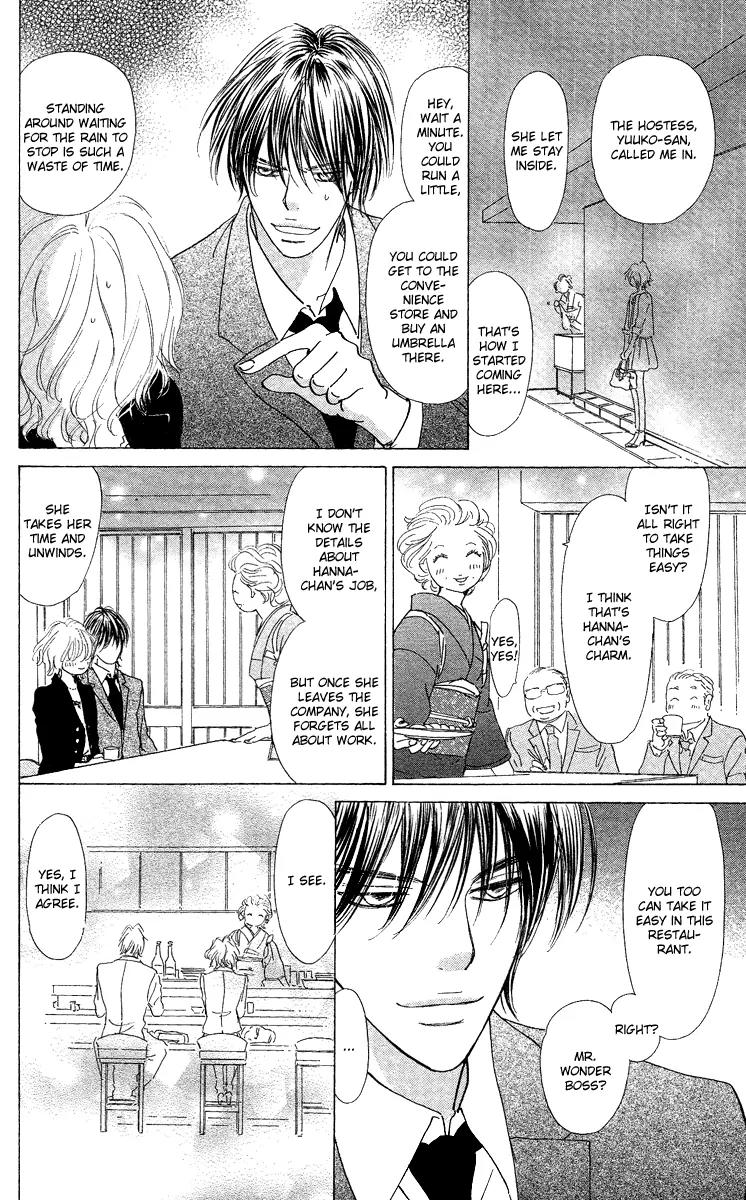 THE HOSTESS,
YUUKO-SAN,
CALLED ME IN.
SHE LET
ME STAY
INSIDE.
THAT'S
HOW I
STARTED
COMING
HERE...
HEY,
WAIT A
MINUTE.
YOU
COULD
RUN A
LITTLE,
YOU COULD
GET TO THE
CONVE-
NIENCE
STORE AND
BUY AN
UMBRELLA
THERE.
STANDING
AROUND WAITING
FOR THE RAIN TO
STOP IS SUCH A
WASTE OF TIME.
ISN'T IT
ALL RIGHT
TO TAKE
THINGS
EASY?
I THINK
THAT'S
HANNA-
CHAN'S
CHARM.
YES,
YES!
I DON'T
KNOW THE
DETAILS
ABOUT
HANNA-
CHAN'S JOB,
BUT ONCE SHE
LEAVES THE
COMPANY, SHE
FORGETS ALL
ABOUT WORK.
SHE
TAKES HER
TIME AND
UNWINDS.
YOU TOO
CAN TAKE IT
EASY IN THIS
RESTAU-
RANT.
RIGHT?
MR.
WONDER
BOSS?
...
I SEE.
YES, I
THINK I
AGREE.